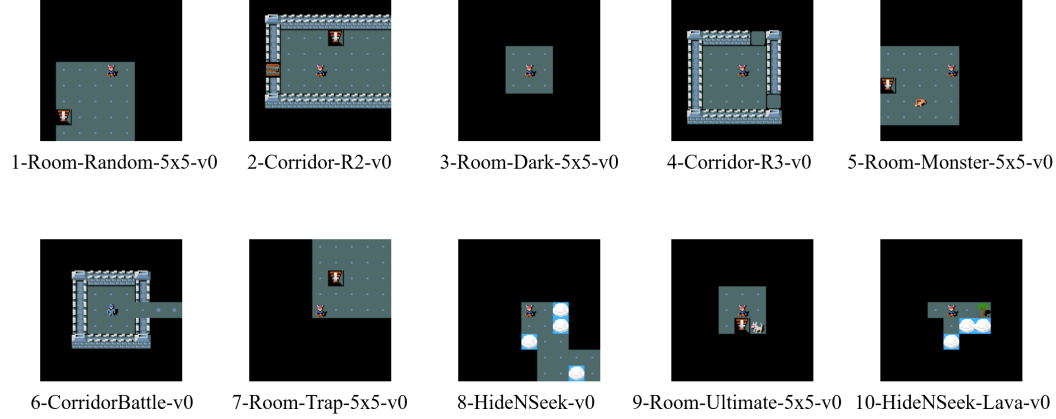 1-Room-Random-5x5-v0
2-Corridor-R2-v0
3-Room-Dark-5x5-v0
4-Corridor-R3-v0
5-Room-Monster-5x5-v0
6-CorridorBattle-v0
7-Room-Trap-5x5-v0
8-HideNSeek-v0
9-Room-Ultimate-5x5-v0
10-HideNSeek-Lava-v0